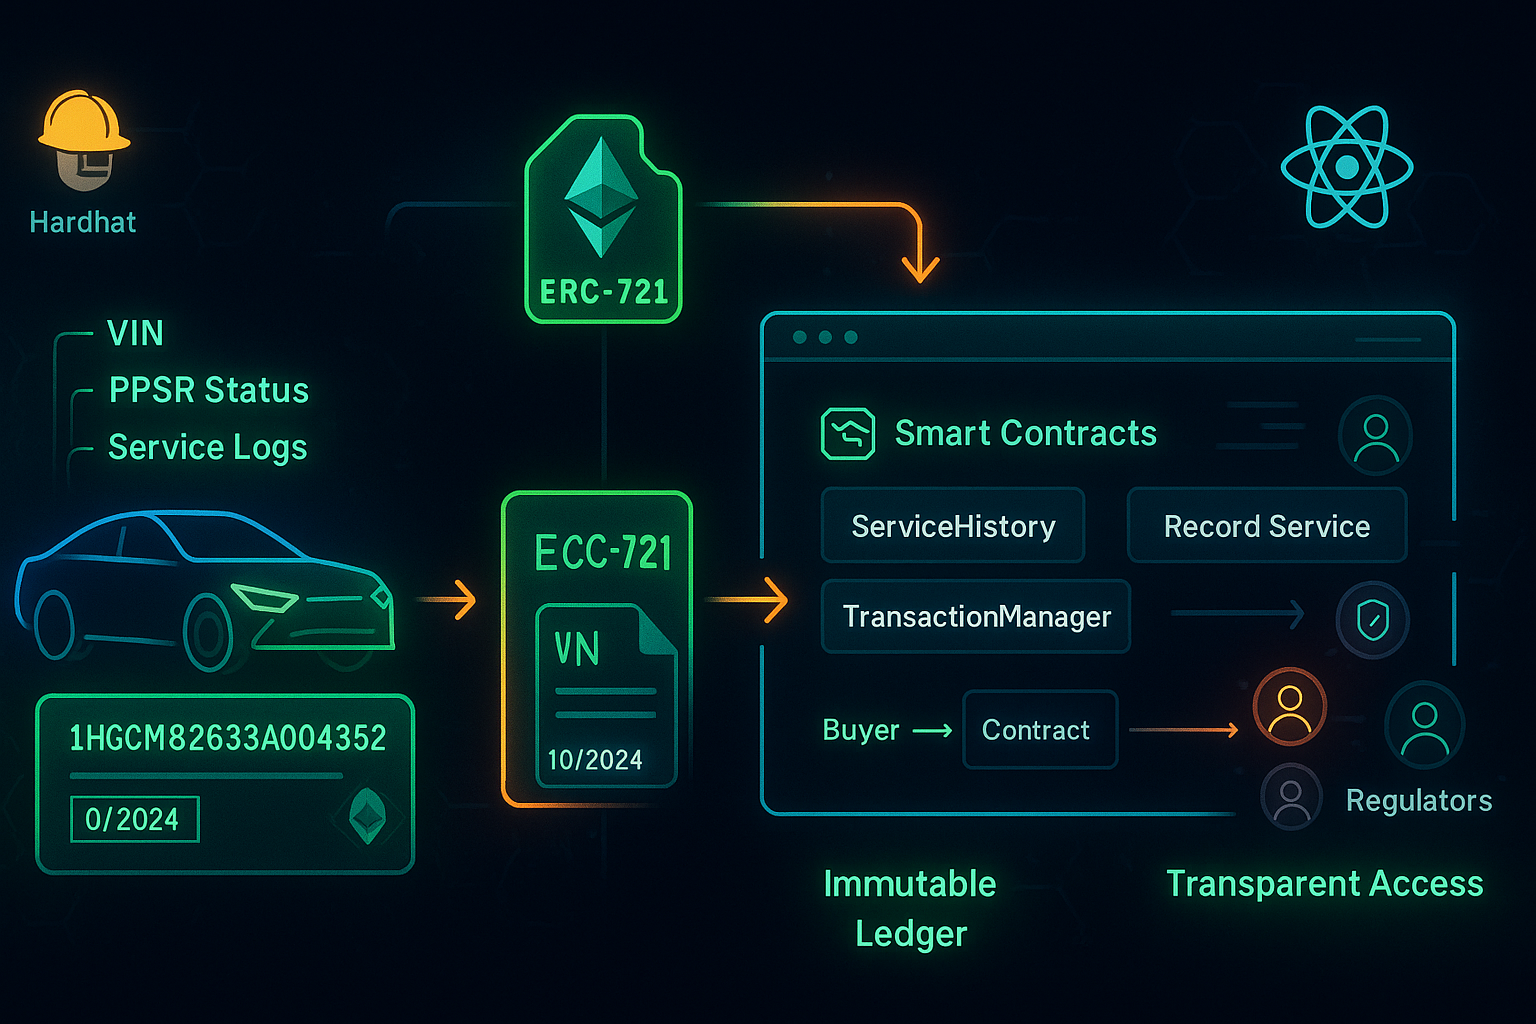 Hardhat
ERC-721
VIN
PPSR Status
Service Logs
1HGCM82633A004352
0/2024
ECC-721
VN
10/2024
Smart Contracts
ServiceHistory
Record Service
TransactionManager
Buyer →
Contract
Regulators
Immutable
Ledger
Transparent Access